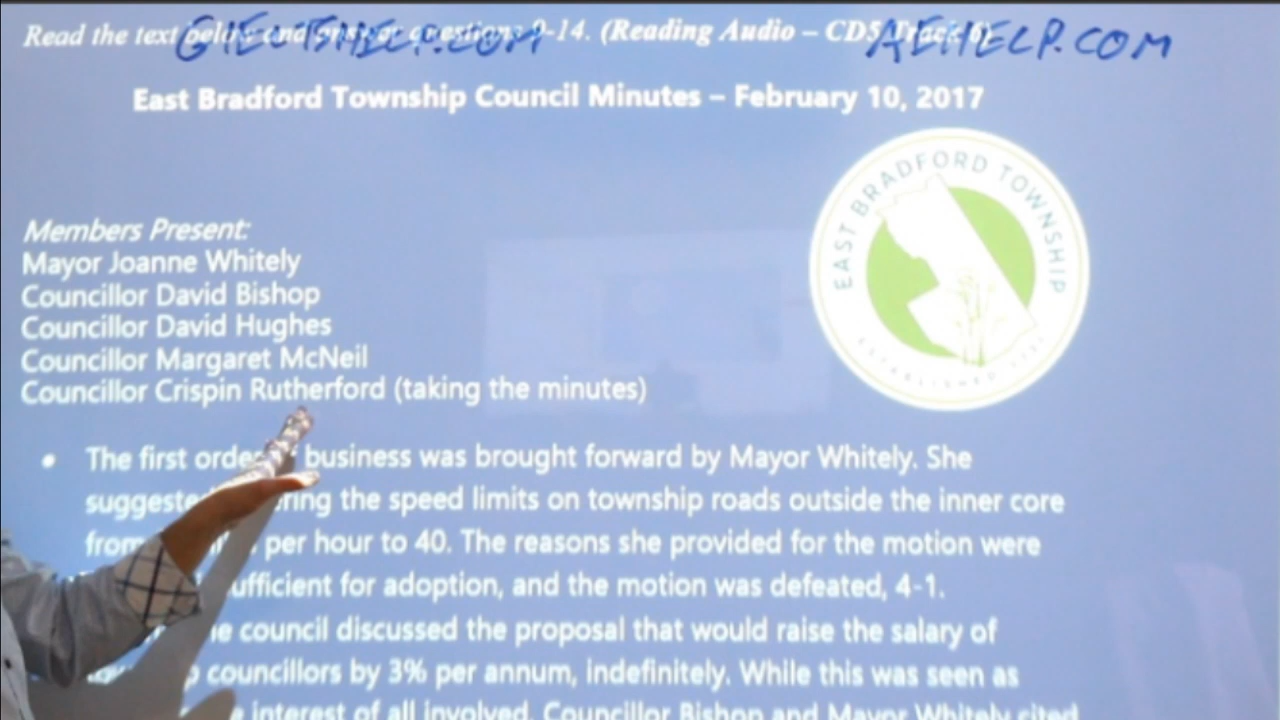 Read the text below and answer questions 9-14. (Reading Audio – CD5, Track 6)
GIELTSHELP.COM AEHELP.COM
East Bradford Township Council Minutes – February 10, 2017
EAST BRADFORD TOWNSHIP
ESTABLISHED
Members Present:
Mayor Joanne Whitely
Councillor David Bishop
Councillor David Hughes
Councillor Margaret McNeil
Councillor Crispin Rutherford (taking the minutes)
• The first order business was brought forward by Mayor Whitely. She
the speed limits on township roads outside the inner core
from per hour to 40. The reasons she provided for the motion were
for adoption, and the motion was defeated, 4-1.
council discussed the proposal that would raise the salary of
councillors by 3% per annum, indefinitely. While this was seen as
interest of all involved, Councillor Bishop and Mayor Whitely cited